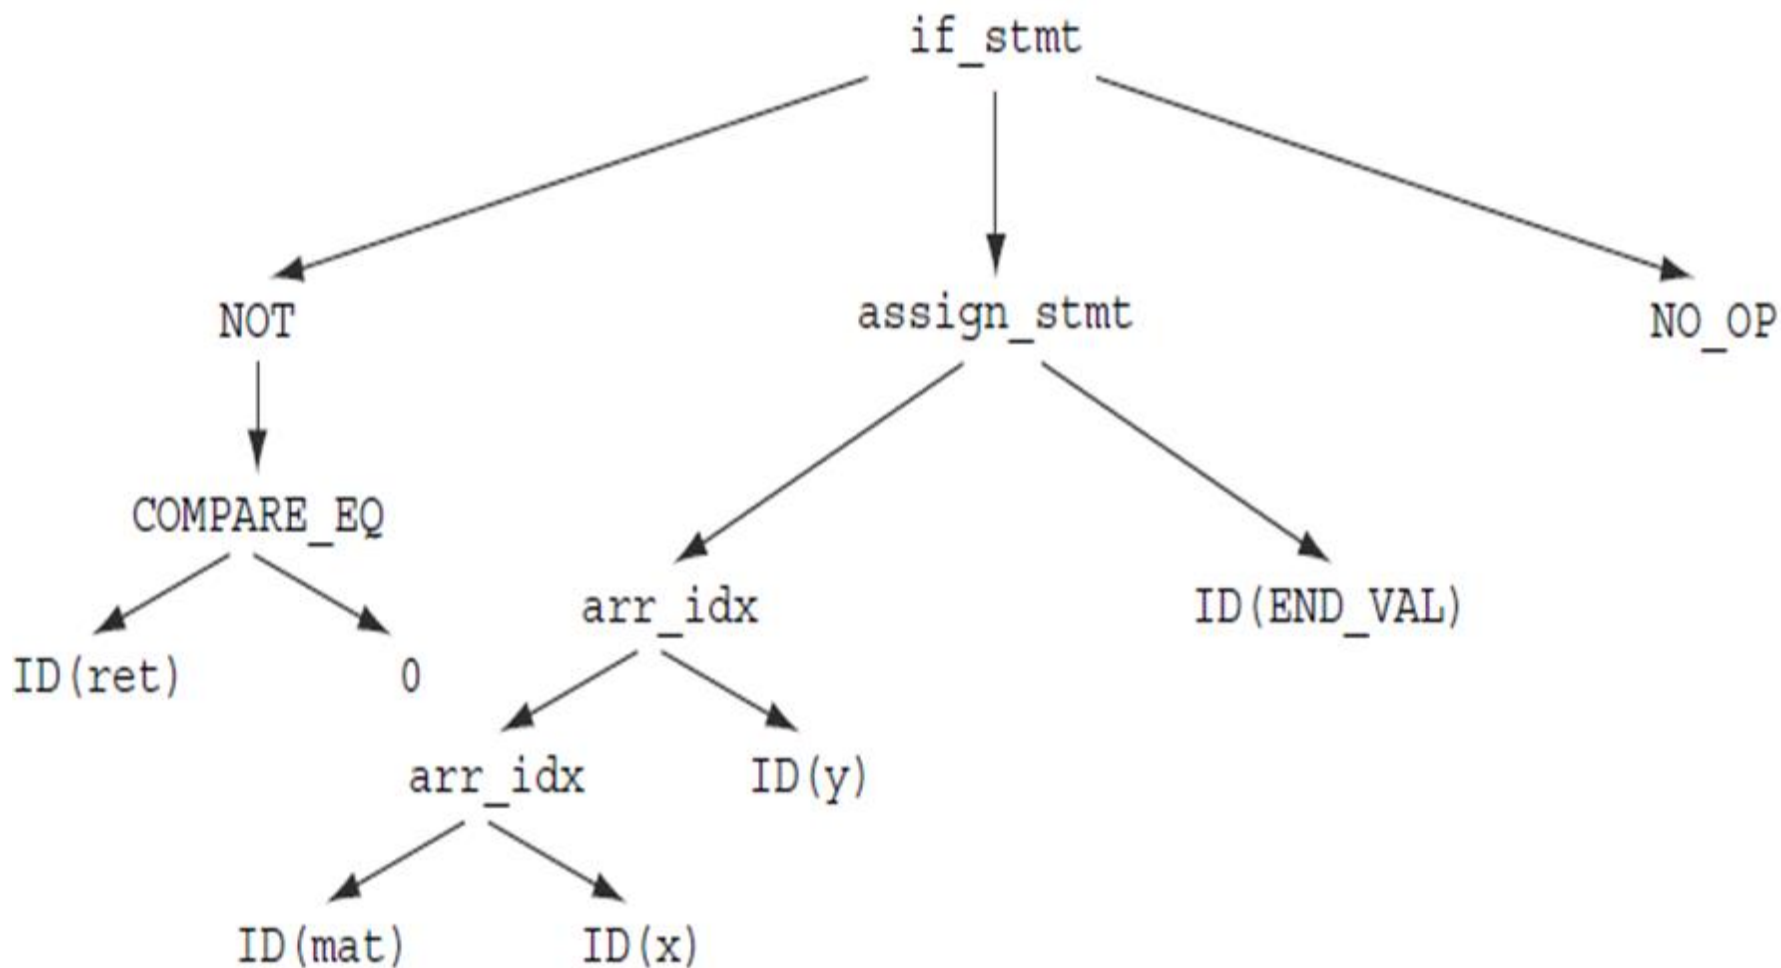 if_stmt
NOT
assign_stmt
NO_OP
COMPARE_EQ
arr_idx
ID(END_VAL)
ID(ret)
0
arr_idx
ID(y)
ID(mat)
ID(x)